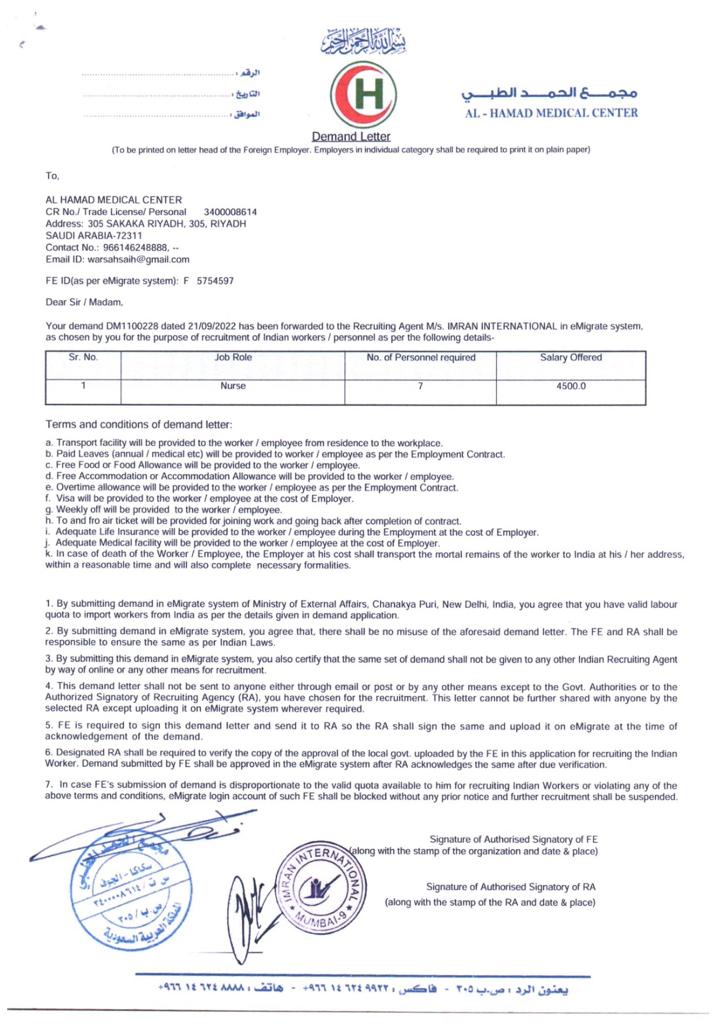 بسم الله الرحمن الرحيم
الرقم :
التاريخ :
الموافق :
H
مجمع الحمد الطبي
AL - HAMAD MEDICAL CENTER
Demand Letter
(To be printed on letter head of the Foreign Employer. Employers in individual category shall be required to print it on plain paper)
To,
AL HAMAD MEDICAL CENTER
CR No./ Trade License/ Personal 3400008614
Address: 305 SAKAKA RIYADH, 305, RIYADH
SAUDI ARABIA-72311
Contact No.: 966146248888, --
Email ID: warsahsaih@gmail.com
FE ID(as per eMigrate system): F 5754597
Dear Sir / Madam,
Your demand DM1100228 dated 21/09/2022 has been forwarded to the Recruiting Agent M/s. IMRAN INTERNATIONAL in eMigrate system,
as chosen by you for the purpose of recruitment of Indian workers / personnel as per the following details-
Sr. No. Job Role No. of Personnel required Salary Offered
1 Nurse 7 4500.0
Terms and conditions of demand letter:
a. Transport facility will be provided to the worker / employee from residence to the workplace.
b. Paid Leaves (annual / medical etc) will be provided to worker / employee as per the Employment Contract.
c. Free Food or Food Allowance will be provided to the worker / employee.
d. Free Accommodation or Accommodation Allowance will be provided to the worker / employee.
e. Overtime allowance will be provided to the worker / employee as per the Employment Contract.
f. Visa will be provided to the worker / employee at the cost of Employer.
g. Weekly off will be provided to the worker / employee.
h. To and fro air ticket will be provided for joining work and going back after completion of contract.
i. Adequate Life Insurance will be provided to the worker / employee during the Employment at the cost of Employer.
j. Adequate Medical facility will be provided to the worker / employee at the cost of Employer.
k. In case of death of the Worker / Employee, the Employer at his cost shall transport the mortal remains of the worker to India at his / her address,
within a reasonable time and will also complete necessary formalities.
1. By submitting demand in eMigrate system of Ministry of External Affairs, Chanakya Puri, New Delhi, India, you agree that you have valid labour
quota to import workers from India as per the details given in demand application.
2. By submitting demand in eMigrate system, you agree that, there shall be no misuse of the aforesaid demand letter. The FE and RA shall be
responsible to ensure the same as per Indian Laws.
3. By submitting this demand in eMigrate system, you also certify that the same set of demand shall not be given to any other Indian Recruiting Agent
by way of online or any other means for recruitment.
4. This demand letter shall not be sent to anyone either through email or post or by any other means except to the Govt. Authorities or to the
Authorized Signatory of Recruiting Agency (RA), you have chosen for the recruitment. This letter cannot be further shared with anyone by the
selected RA except uploading it on eMigrate system wherever required.
5. FE is required to sign this demand letter and send it to RA so the RA shall sign the same and upload it on eMigrate at the time of
acknowledgement of the demand.
6. Designated RA shall be required to verify the copy of the approval of the local govt. uploaded by the FE in this application for recruiting the Indian
Worker. Demand submitted by FE shall be approved in the eMigrate system after RA acknowledges the same after due verification.
7. In case FE's submission of demand is disproportionate to the valid quota available to him for recruiting Indian Workers or violating any of the
above terms and conditions, eMigrate login account of such FE shall be blocked without any prior notice and further recruitment shall be suspended.
Signature of Authorised Signatory of FE
(along with the stamp of the organization and date & place)
Signature of Authorised Signatory of RA
(along with the stamp of the RA and date & place)
مجمع الحمد الطبي
سكاكا - الجوف
س ت / ٣٤٠٠٠٠٨٦١٤
ص.ب / ٣٠٥
المملكة العربية السعودية
IMRAN INTERNATIONAL
MUMBAI-9
يعنون الرد : ص.ب ٣٠٥ - فاكس : ٩٩٢٢ ٦٢٤ ١٤ ٩٦٦+ - هاتف : ٨٨٨٨ ٦٢٤ ١٤ ٩٦٦+